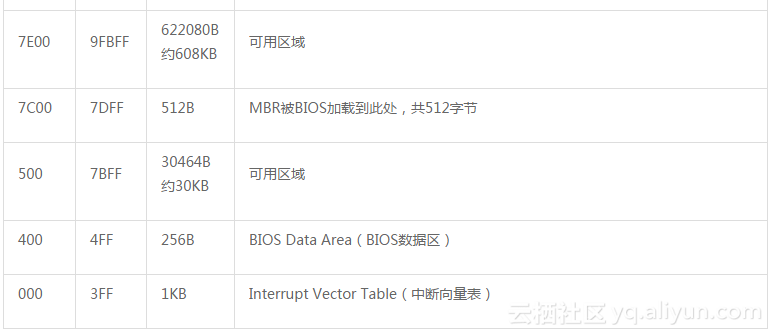 7E00 9FBFF 622080B 可用区域
约608KB
7C00 7DFF 512B MBR被BIOS加载到此处，共512字节
500 7BFF 30464B 可用区域
约30KB
400 4FF 256B BIOS Data Area（BIOS数据区）
000 3FF 1KB Interrupt Vector Table（中断向量表）
云栖社区 yq.aliyun.com